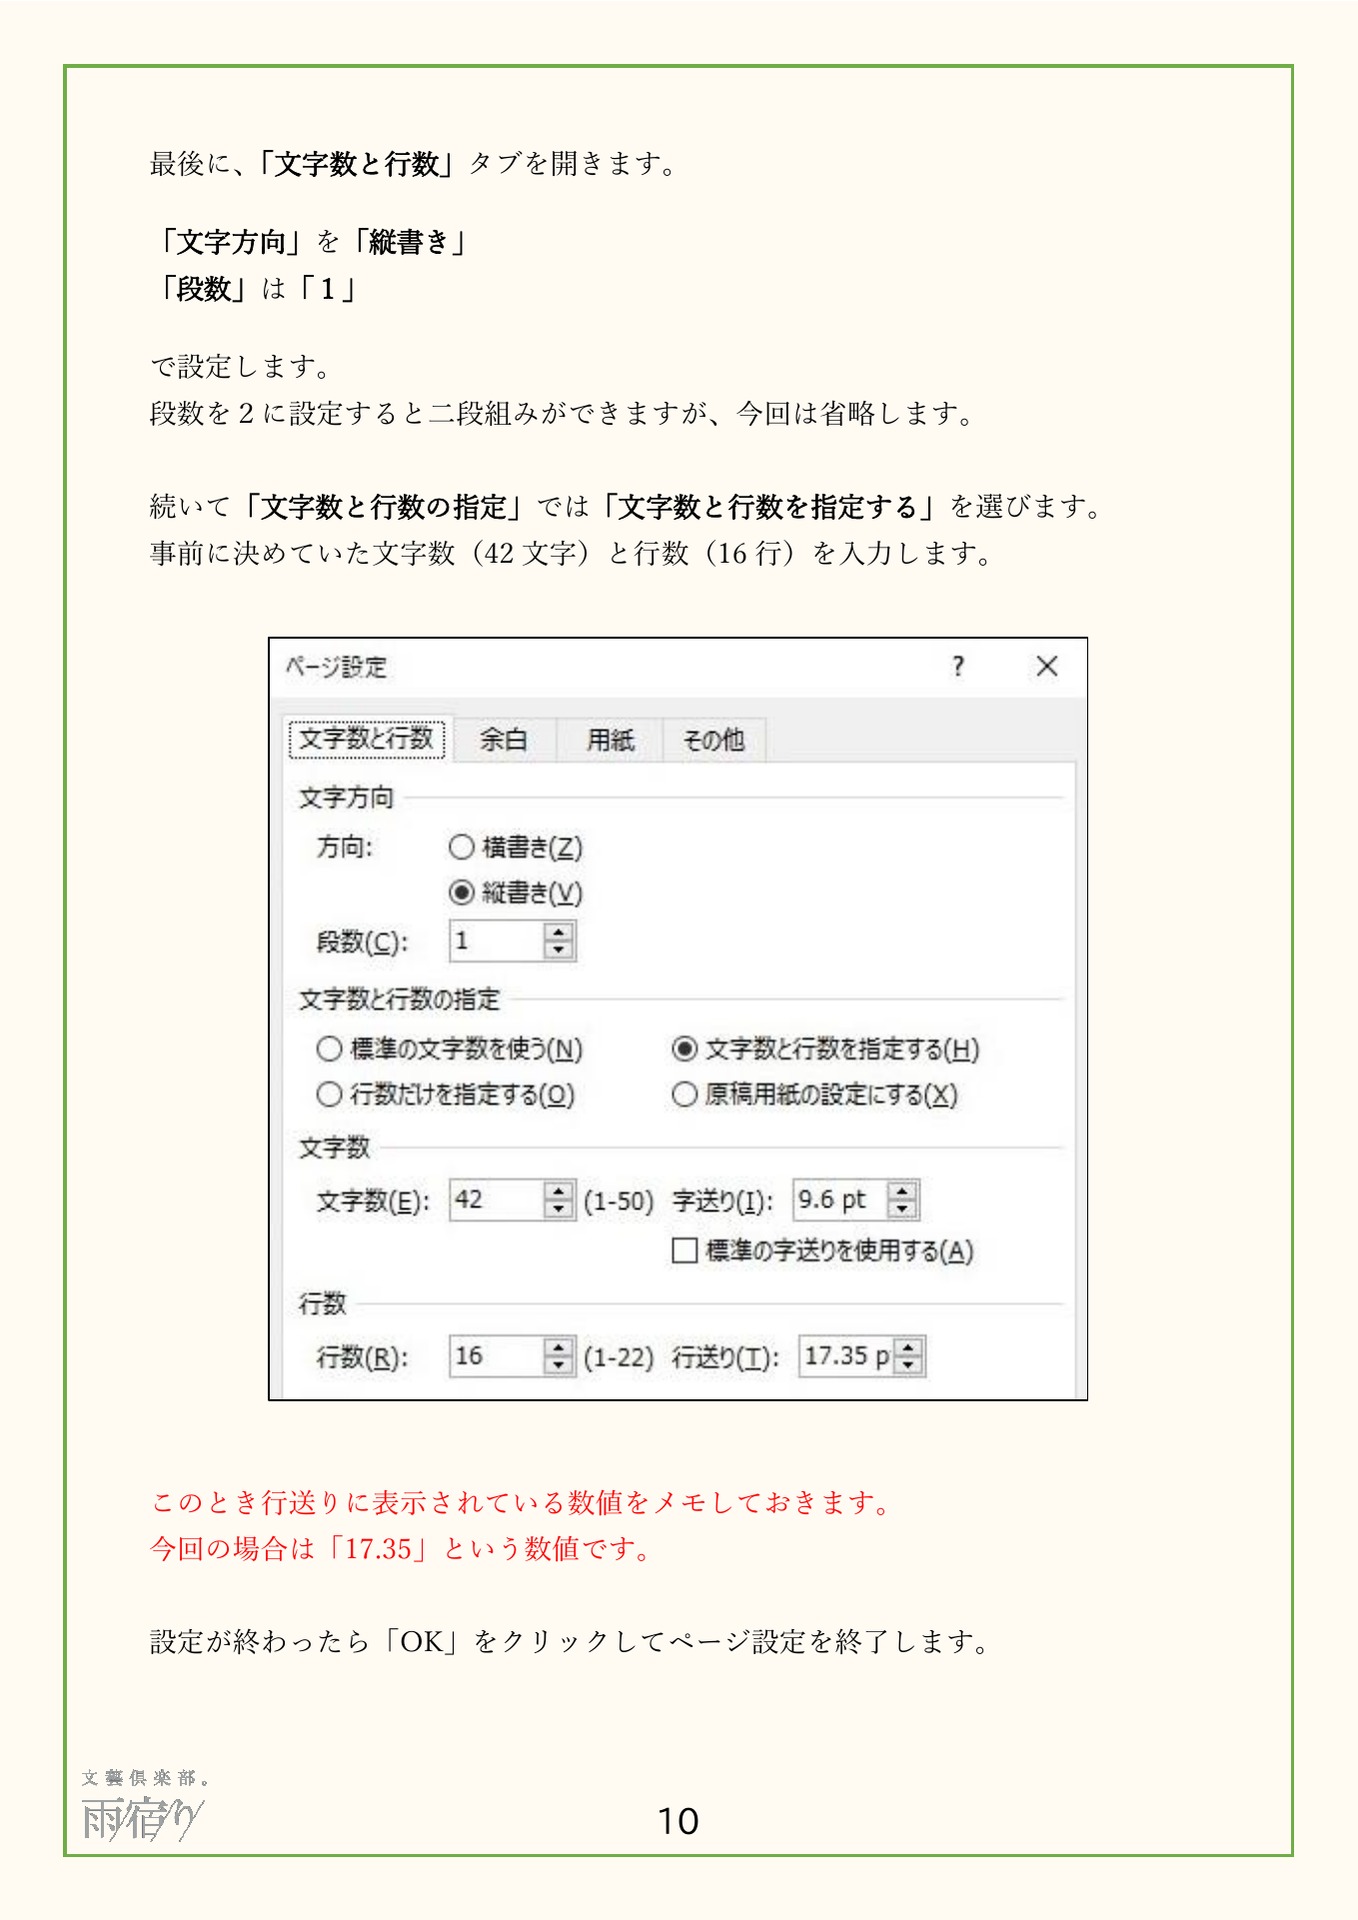 最後に、「文字数と行数」タブを開きます。
「文字方向」を「縦書き」
「段数」は「１」
で設定します。
段数を２に設定すると二段組みができますが、今回は省略します。
続いて「文字数と行数の指定」では「文字数と行数を指定する」を選びます。
事前に決めていた文字数（42 文字）と行数（16 行）を入力します。
ページ設定 ? ×
文字数と行数 余白 用紙 その他
文字方向
方向: 横書き(Z)
縦書き(V)
段数(C): 1
文字数と行数の指定
標準の文字数を使う(N) 文字数と行数を指定する(H)
行数だけを指定する(O) 原稿用紙の設定にする(X)
文字数
文字数(E): 42 (1-50) 字送り(I): 9.6 pt
標準の字送りを使用する(A)
行数
行数(R): 16 (1-22) 行送り(T): 17.35 p
このとき行送りに表示されている数値をメモしておきます。
今回の場合は「17.35」という数値です。
設定が終わったら「OK」をクリックしてページ設定を終了します。
文藝倶楽部。
雨宿り
10